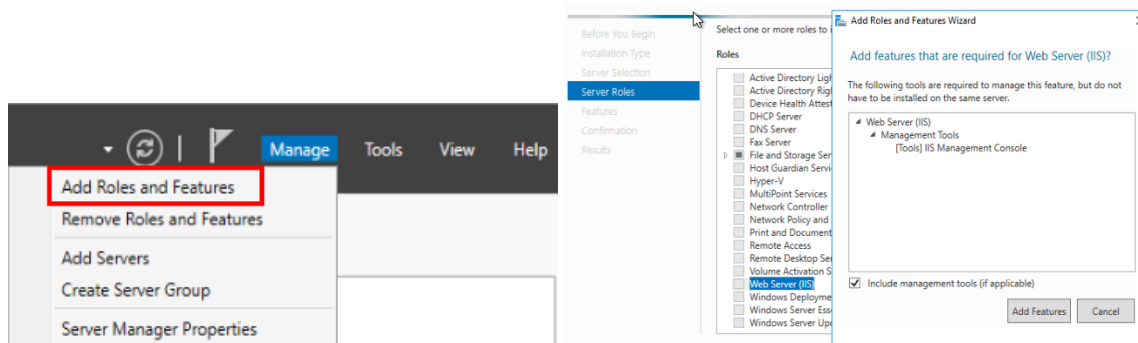 Manage Tools View Help
Add Roles and Features
Remove Roles and Features
Add Servers
Create Server Group
Server Manager Properties
Before You Begin
Installation Type
Server Selection
Server Roles
Features
Confirmation
Results
Select one or more roles to
Roles
Active Directory
Active Directory
Device Health
DHCP Server
DNS Server
Fax Server
File and Storage
Host Guardian
Hyper-V
MultiPoint Services
Network Controller
Network Policy and
Print and Document
Remote Access
Remote Desktop
Volume Activation
Web Server (IIS)
Windows
Windows Server
Windows Server
Add Roles and Features Wizard
Add features that are required for Web Server (IIS)?
The following tools are required to manage this feature, but do not
have to be installed on the same server.
Web Server (IIS)
Management Tools
[Tools] IIS Management Console
Include management tools (if applicable)
Add Features Cancel